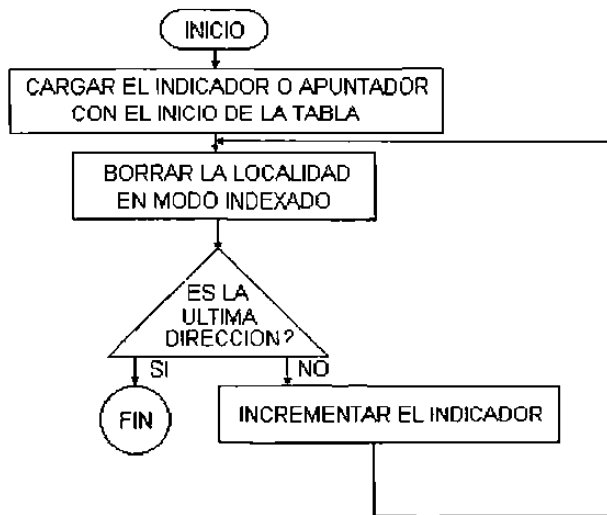 INICIO
CARGAR EL INDICADOR O APUNTADOR
CON EL INICIO DE LA TABLA
BORRAR LA LOCALIDAD
EN MODO INDEXADO
ES LA
ULTIMA
DIRECCION?
SI
NO
FIN
INCREMENTAR EL INDICADOR